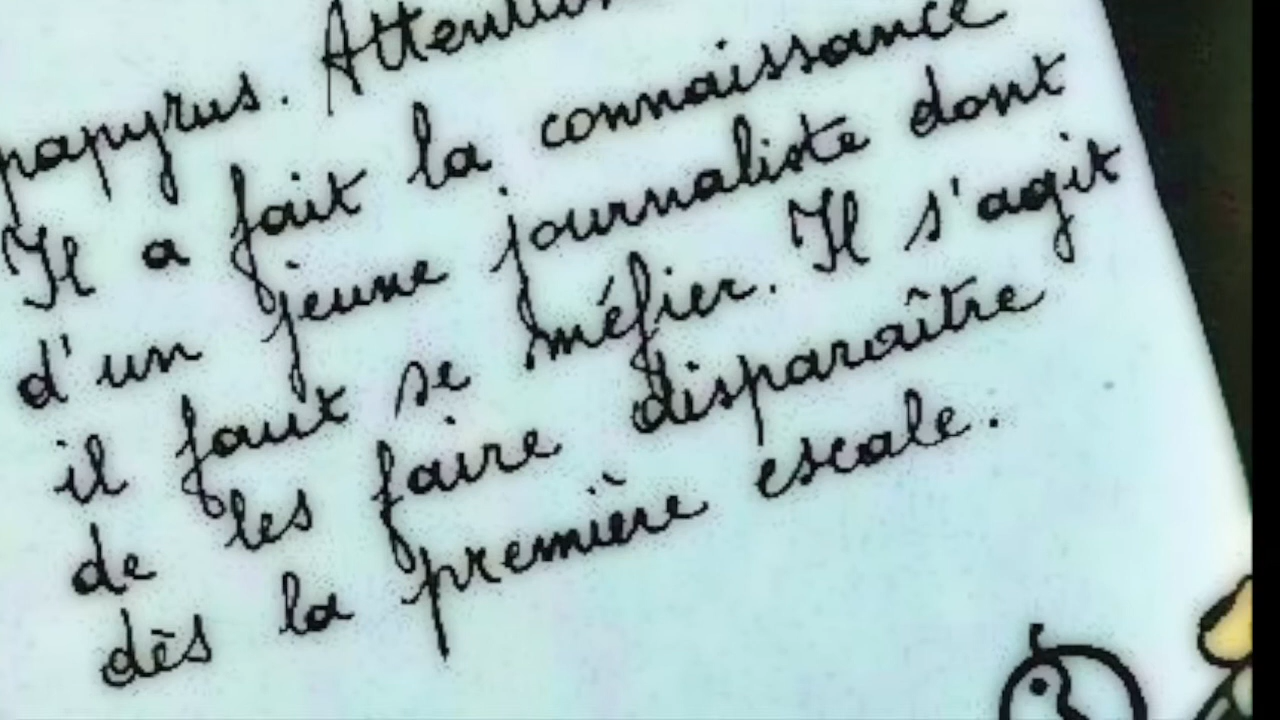 papyrus. Attention
Il a fait la connaissance
d'un jeune journaliste dont
il faut se méfier. Il s'agit
de les faire disparaître
dès la première escale.